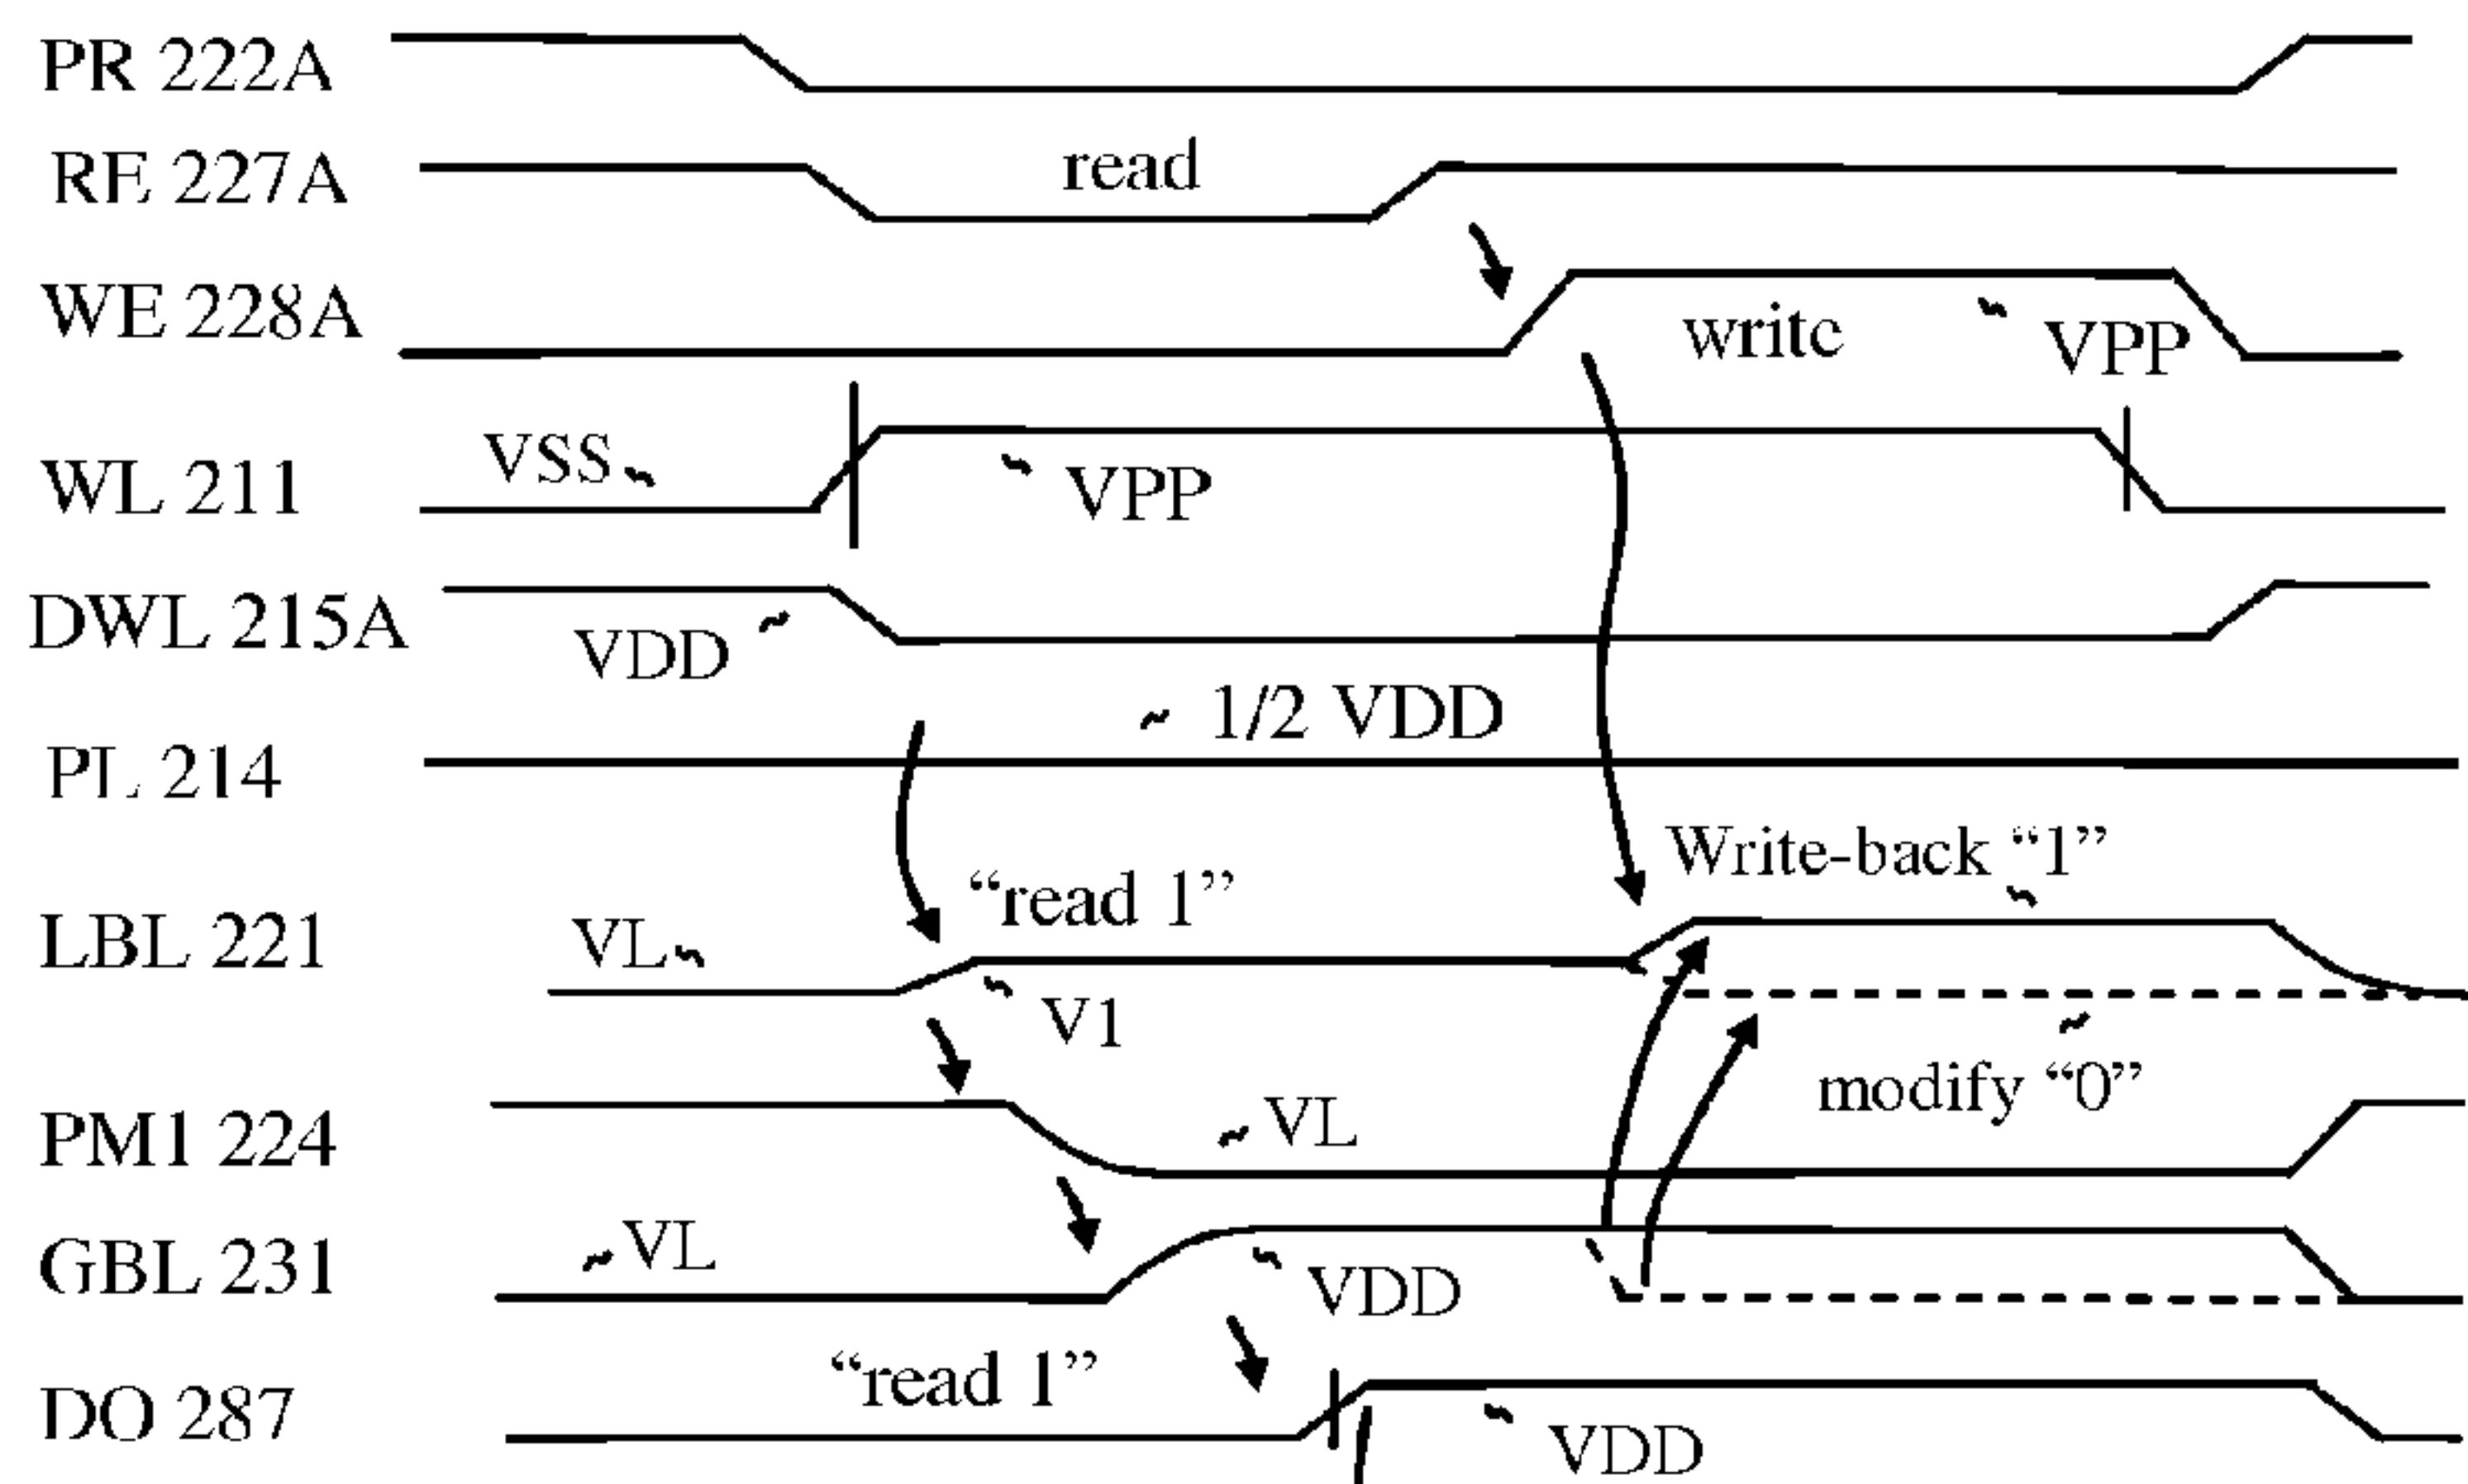 PR 222A
RE 227A read
WE 228A write VPP
WL 211 VSS VPP
DWL 215A VDD
1/2 VDD
PL 214
Write-back “1”
LBL 221 VL “read 1”
V1
modify “0”
PM1 224 VL
GBL 231 VL VDD
DO 287 “read 1” VDD